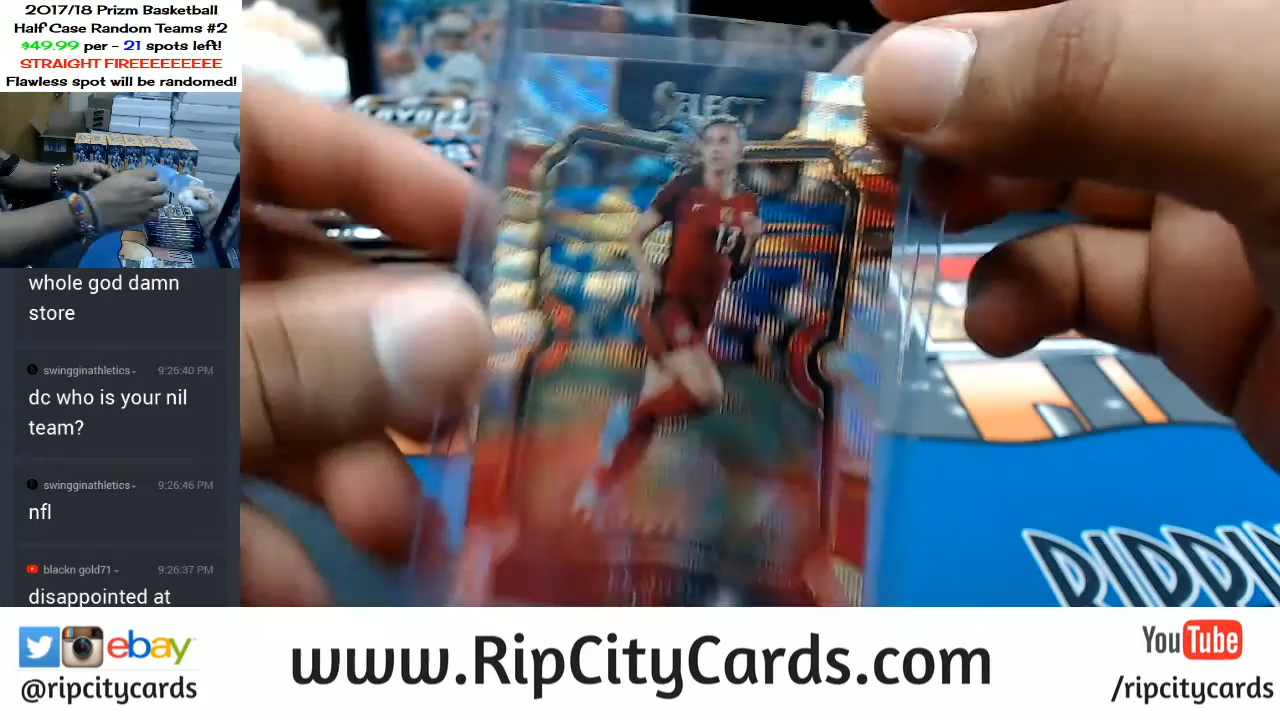 2017/18 Prizm Basketball
Half Case Random Teams #2
$49.99 per - 21 spots left!
STRAIGHT FIREEEEEEEEE
Flawless spot will be randomed!
SELECT
13
whole god damn
store
swingginathletics
9:26:40 PM
dc who is your nil
team?
swingginathletics
9:26:46 PM
nfl
blackn gold71
9:26:37 PM
disappointed at
RIPPIN
ebay
@ripcitycards
www.RipCityCards.com
YouTube
/ripcitycards